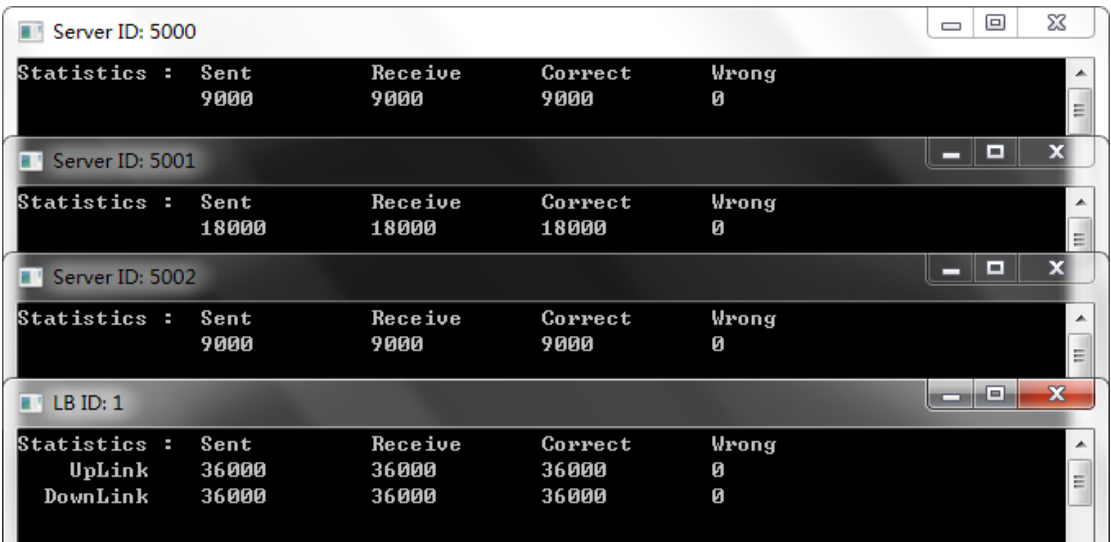 Server ID: 5000
Statistics : Sent Receive Correct Wrong
9000 9000 9000 0
Server ID: 5001
Statistics : Sent Receive Correct Wrong
18000 18000 18000 0
Server ID: 5002
Statistics : Sent Receive Correct Wrong
9000 9000 9000 0
LB ID: 1
Statistics : Sent Receive Correct Wrong
UpLink 36000 36000 36000 0
DownLink 36000 36000 36000 0